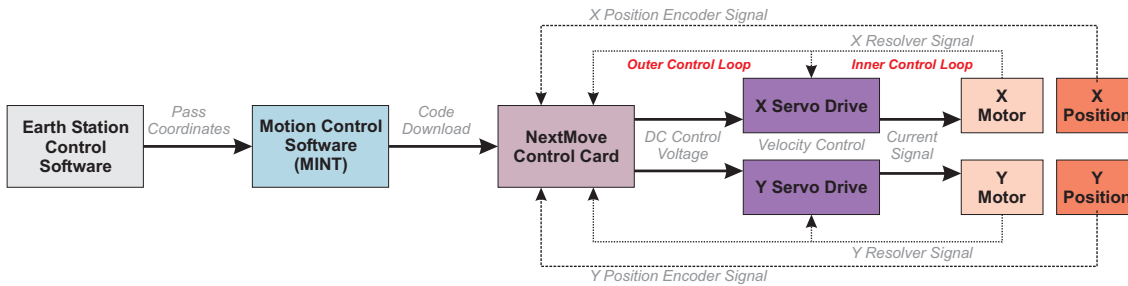 X Position Encoder Signal
X Resolver Signal
Outer Control Loop
Inner Control Loop
Earth Station
Control
Software
Pass
Coordinates
Motion Control
Software
(MINT)
Code
Download
NextMove
Control Card
DC Control
Voltage
X Servo Drive
Velocity Control
Y Servo Drive
Current
Signal
X
Motor
X
Position
Y
Motor
Y
Position
Y Resolver Signal
Y Position Encoder Signal